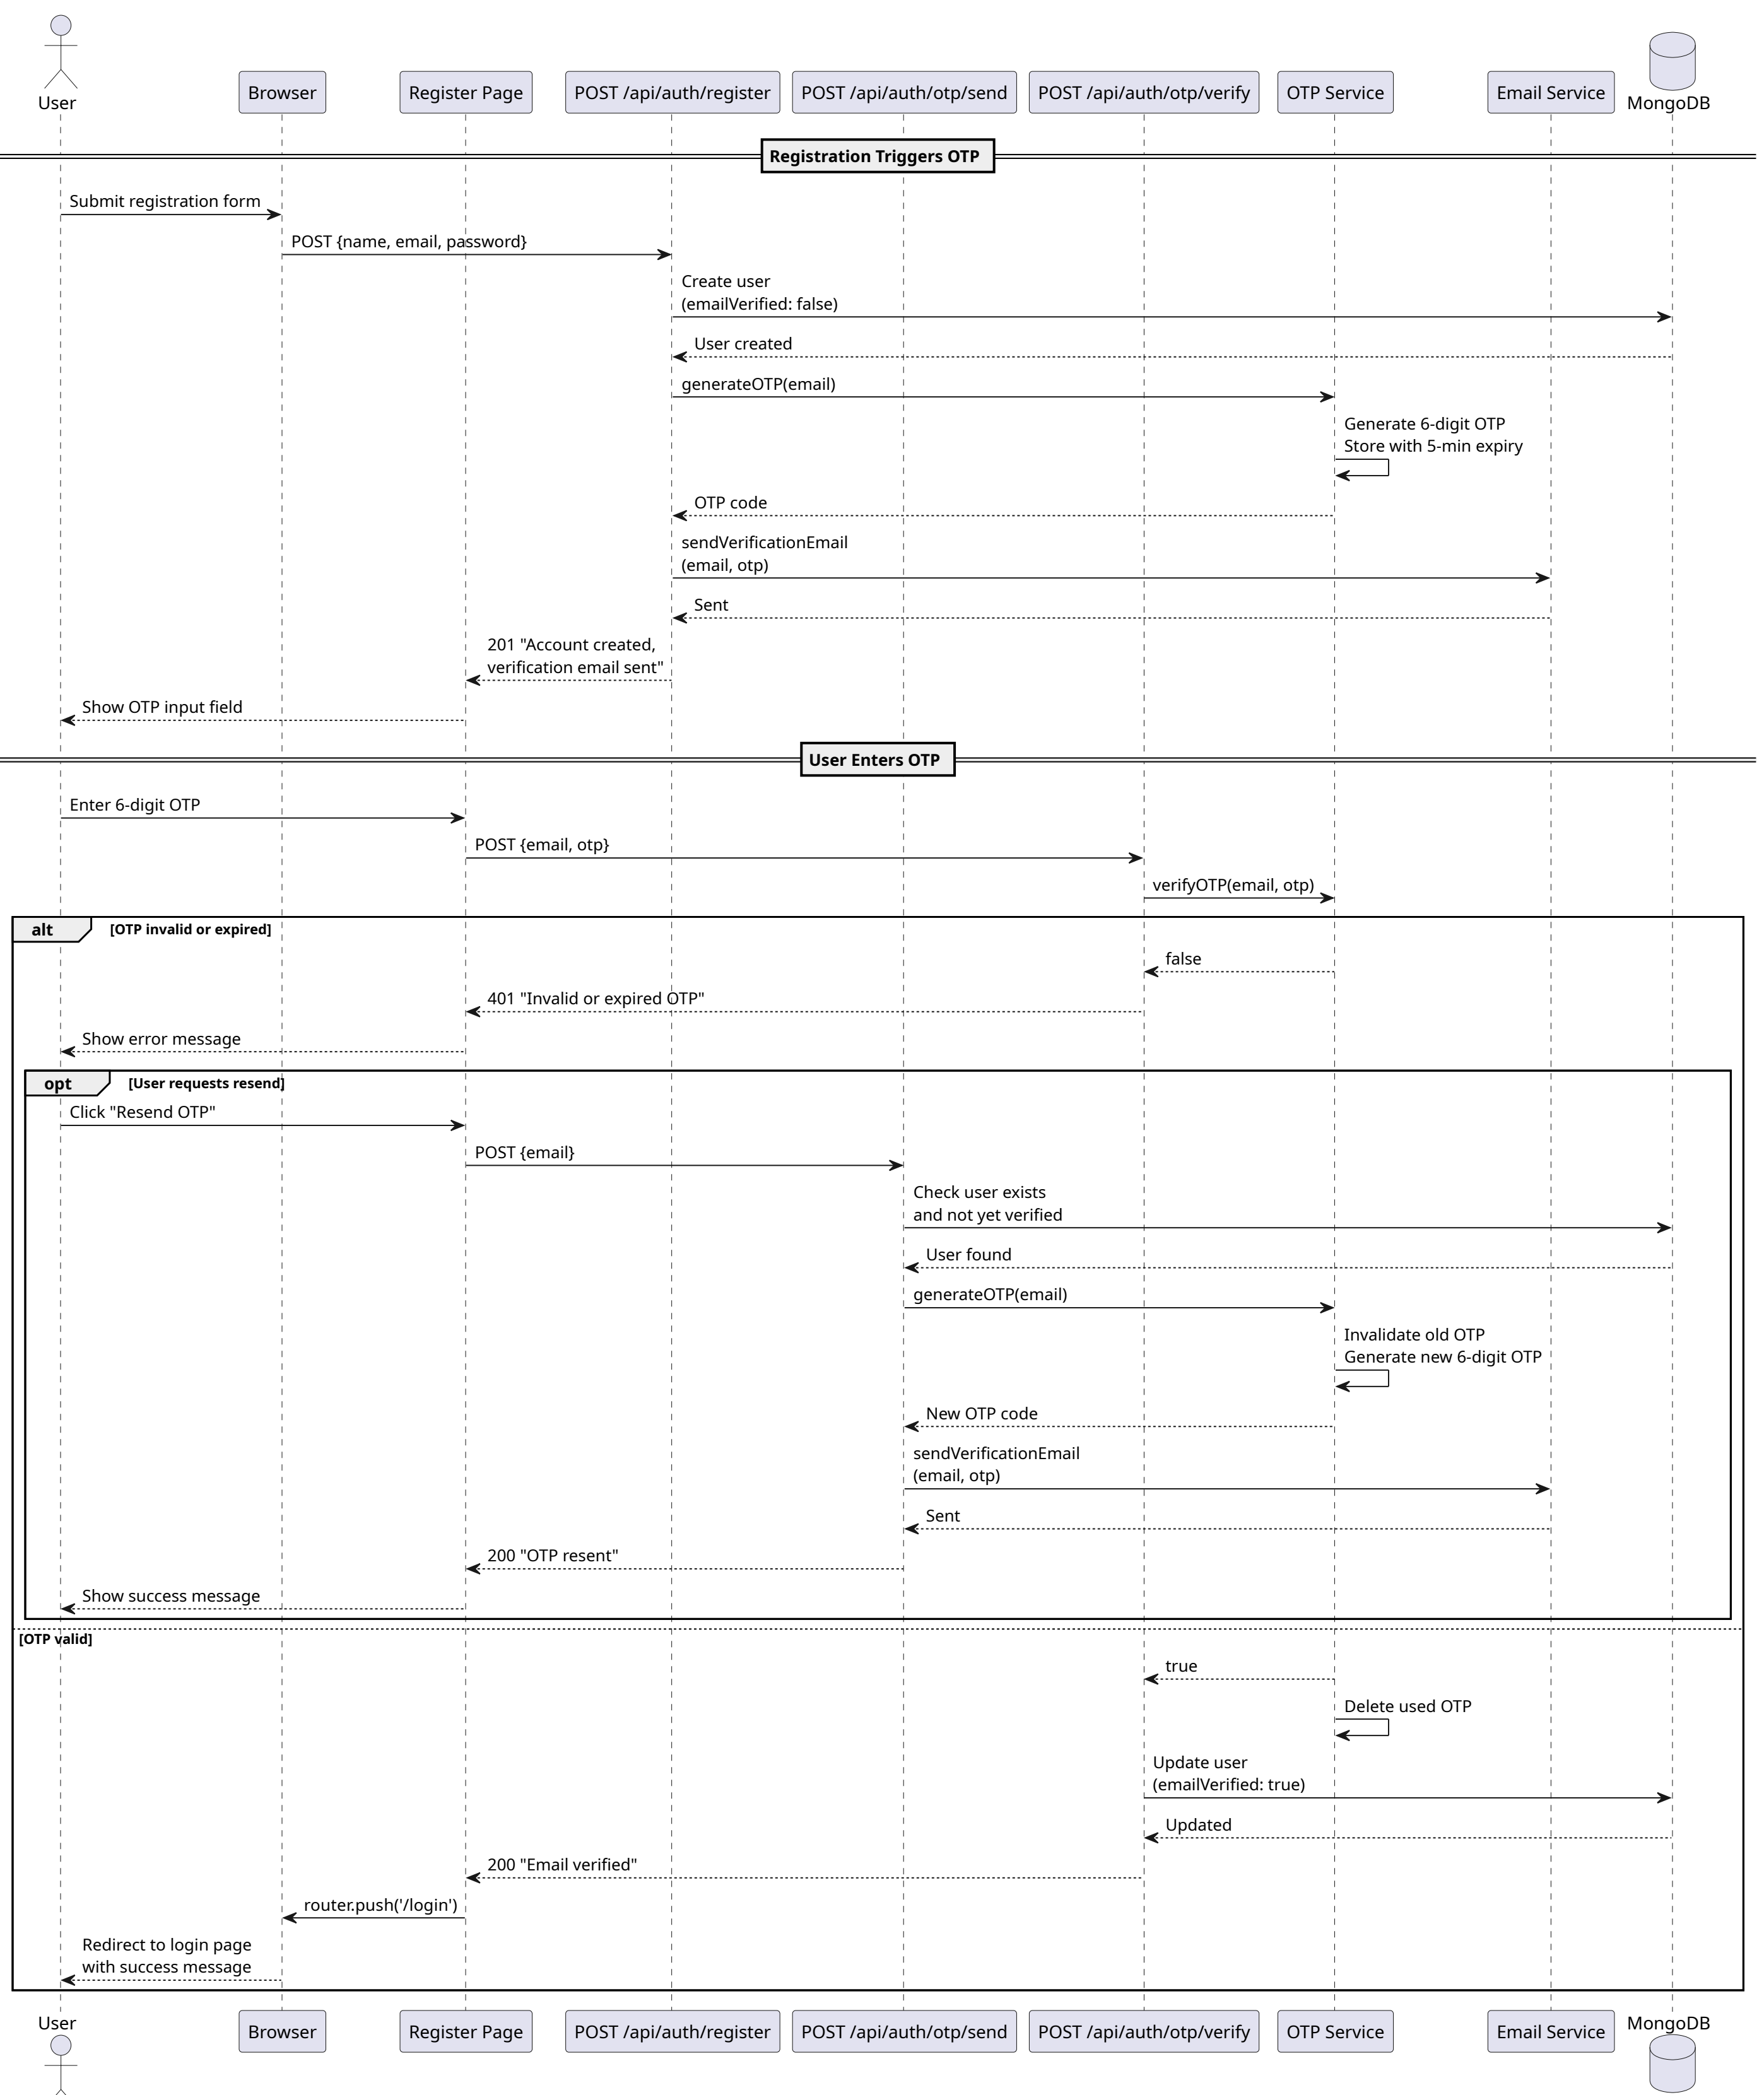 User
Browser
Register Page
POST /api/auth/register
POST /api/auth/otp/send
POST /api/auth/otp/verify
OTP Service
Email Service
MongoDB
Registration Triggers OTP
Submit registration form
POST {name, email, password}
Create user
(emailVerified: false)
User created
generateOTP(email)
Generate 6-digit OTP
Store with 5-min expiry
OTP code
sendVerificationEmail
(email, otp)
Sent
201 "Account created,
verification email sent"
Show OTP input field
User Enters OTP
Enter 6-digit OTP
POST {email, otp}
verifyOTP(email, otp)
alt [OTP invalid or expired]
false
401 "Invalid or expired OTP"
Show error message
opt [User requests resend]
Click "Resend OTP"
POST {email}
Check user exists
and not yet verified
User found
generateOTP(email)
Invalidate old OTP
Generate new 6-digit OTP
New OTP code
sendVerificationEmail
(email, otp)
Sent
200 "OTP resent"
Show success message
[OTP valid]
true
Delete used OTP
Update user
(emailVerified: true)
Updated
200 "Email verified"
router.push('/login')
Redirect to login page
with success message
User
Browser
Register Page
POST /api/auth/register
POST /api/auth/otp/send
POST /api/auth/otp/verify
OTP Service
Email Service
MongoDB